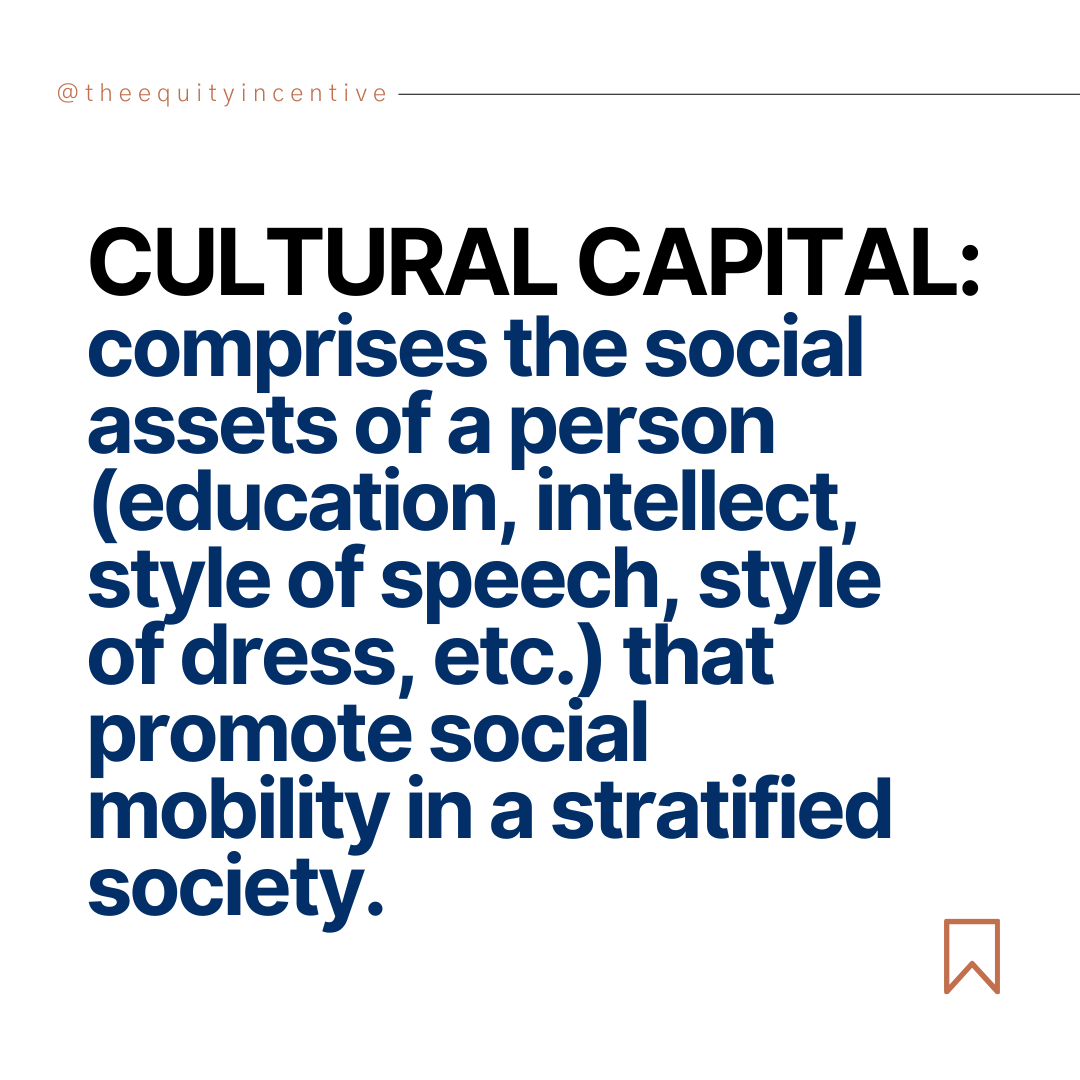 @theequityincentive
CULTURAL CAPITAL:
comprises the social
assets of a person
(education, intellect,
style of speech, style
of dress, etc.) that
promote social
mobility in a stratified
society.